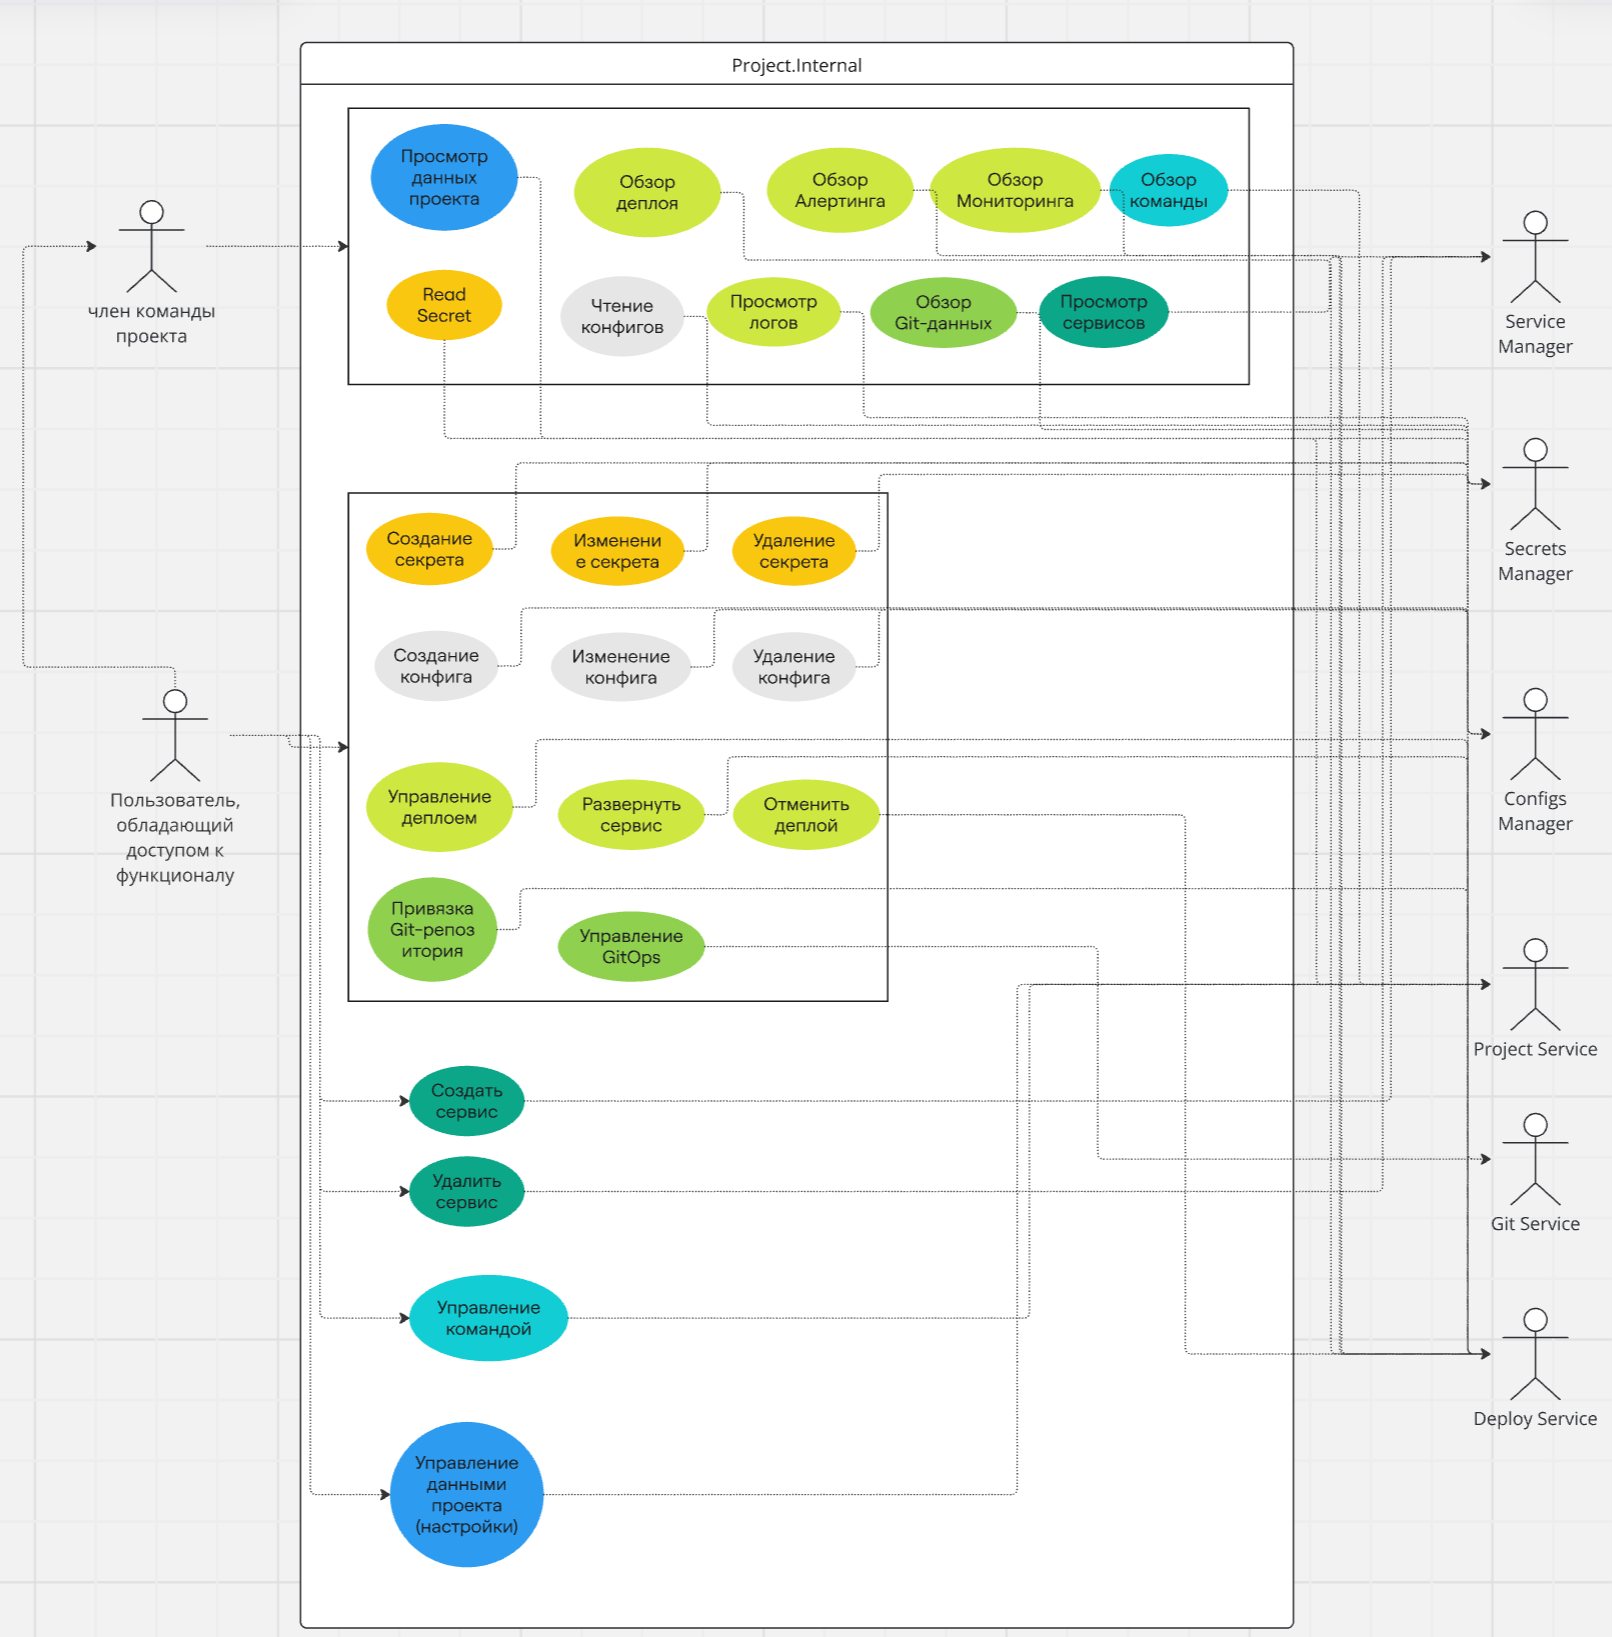 Project.Internal
Просмотр
данных
проекта
Обзор
деплоя
Обзор
Алертинга
Обзор
Мониторинга
Обзор
команды
Read
Secret
Чтение
конфигов
Просмотр
логов
Обзор
Git-данных
Просмотр
сервисов
член команды
проекта
Service
Manager
Создание
секрета
Изменени
е секрета
Удаление
секрета
Secrets
Manager
Создание
конфига
Изменение
конфига
Удаление
конфига
Пользователь,
обладающий
доступом к
функционалу
Управление
деплоем
Развернуть
сервис
Отменить
деплой
Configs
Manager
Привязка
Git-репоз
итория
Управление
GitOps
Project Service
Создать
сервис
Удалить
сервис
Git Service
Управление
командой
Deploy Service
Управление
данными
проекта
(настройки)